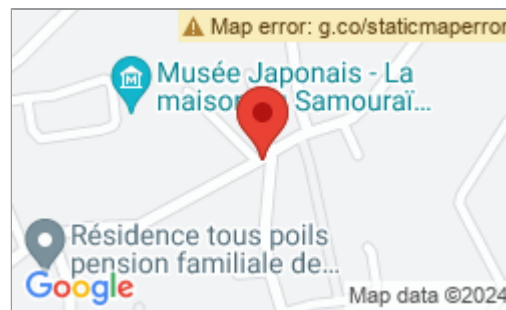 Map error: g.co/staticmaperror
Musée Japonais - La
maison Samouraï...
Résidence tous poils
pension familiale de...
Google
Map data ©2024